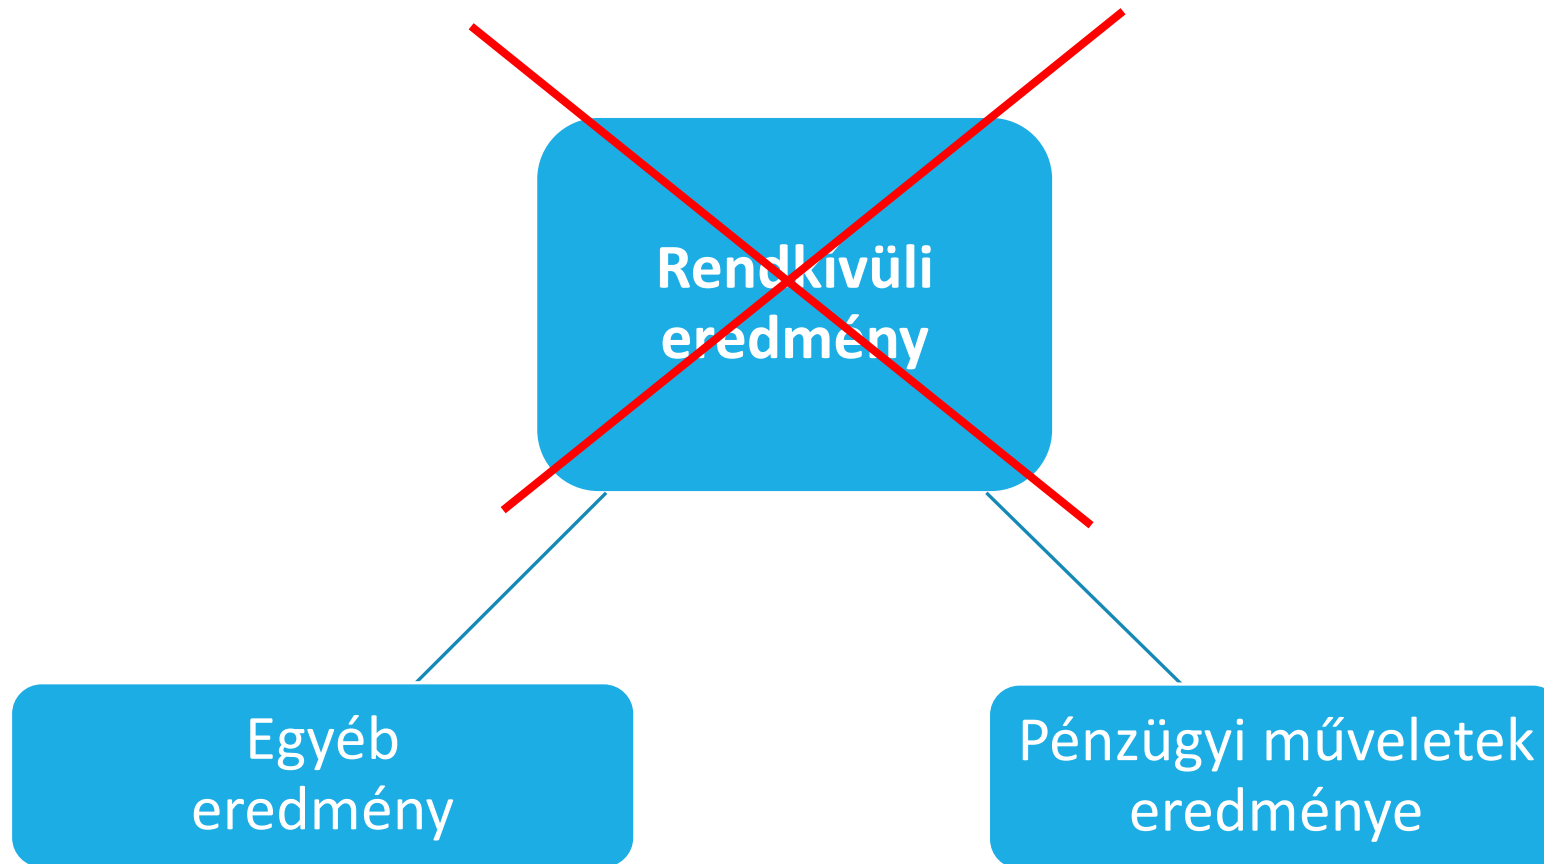 Rendkívüli
eredmény
Egyéb
eredmény
Pénzügyi műveletek
eredménye